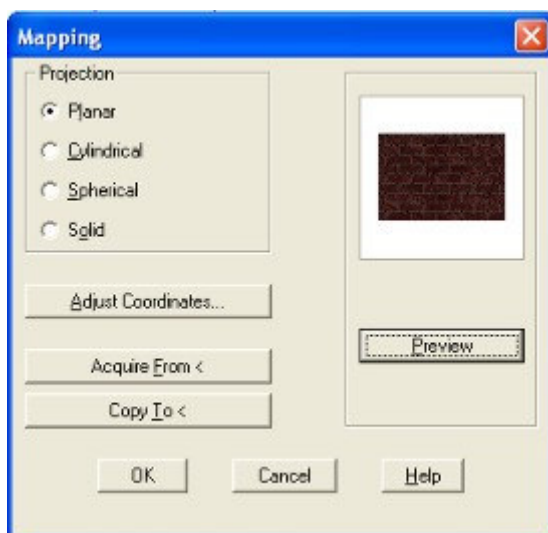 Mapping
Projection
Planar
Cylindrical
Spherical
Solid
Adjust Coordinates...
Preview
Acquire From <
Copy To <
OK Cancel Help